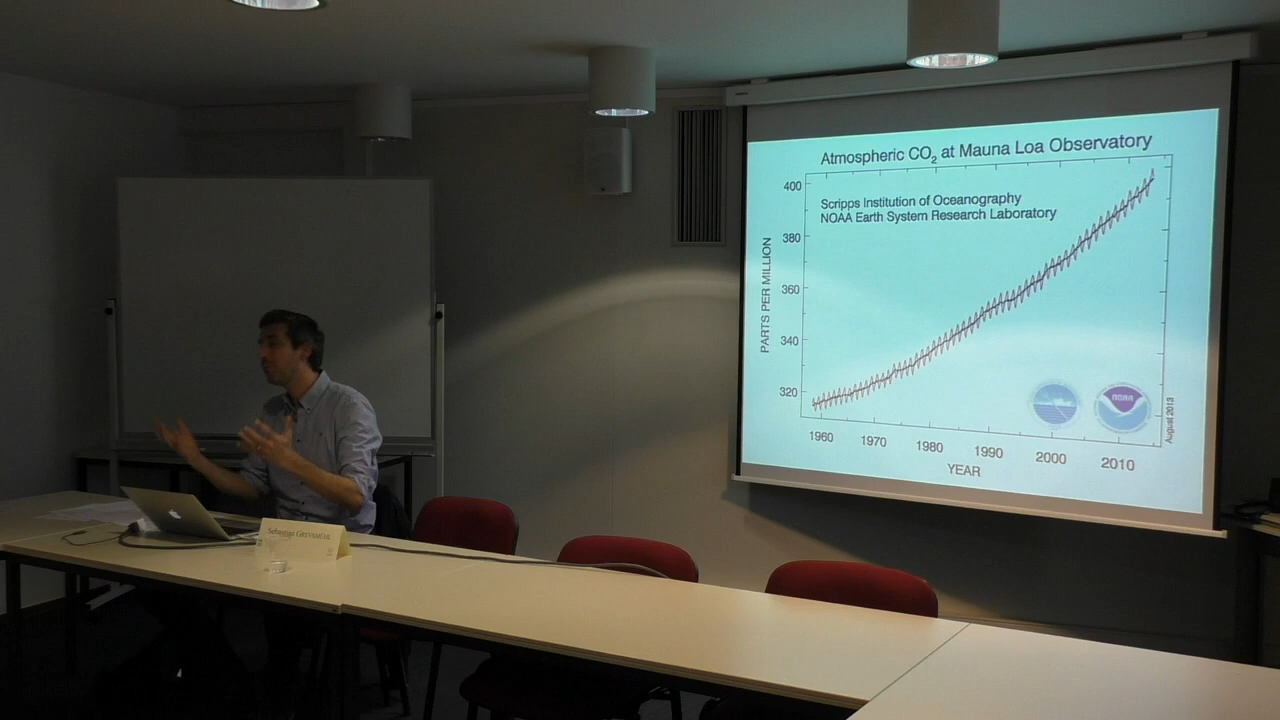 Atmospheric CO₂ at Mauna Loa Observatory
Scripps Institution of Oceanography
NOAA Earth System Research Laboratory
PARTS PER MILLION
400
380
360
340
320
1960 1970 1980 1990 2000 2010
YEAR
NOAA
August 2013